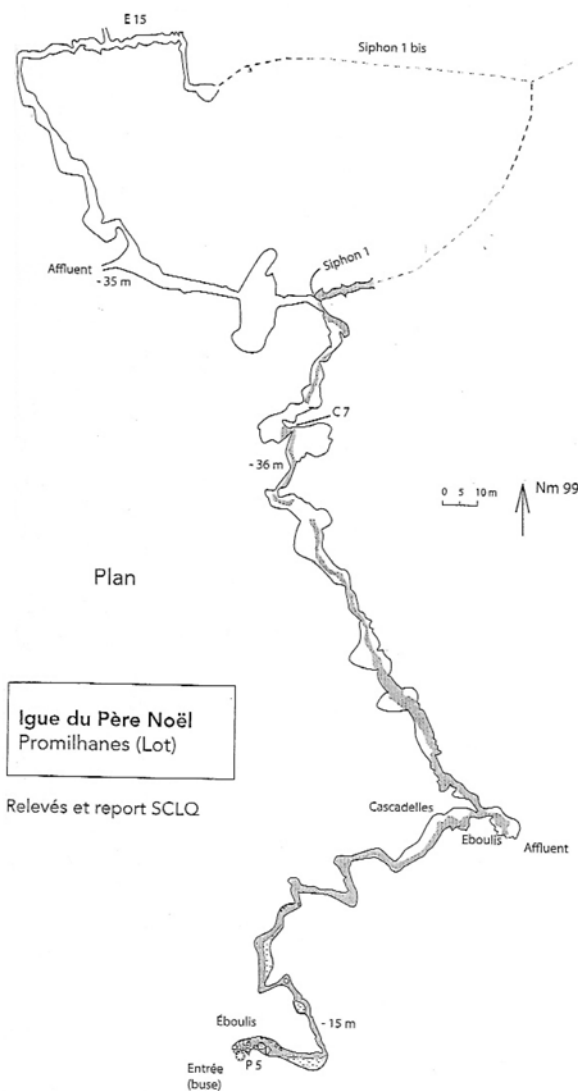 E 15
Siphon 1 bis
Siphon 1
Affluent
- 35 m
C 7
- 36 m
0 5 10 m
Nm 99
Plan
Igue du Père Noël
Promilhanes (Lot)
Relevés et report SCLQ
Cascadelles
Eboulis
Affluent
- 15 m
Éboulis
P 5
Entrée
(buse)